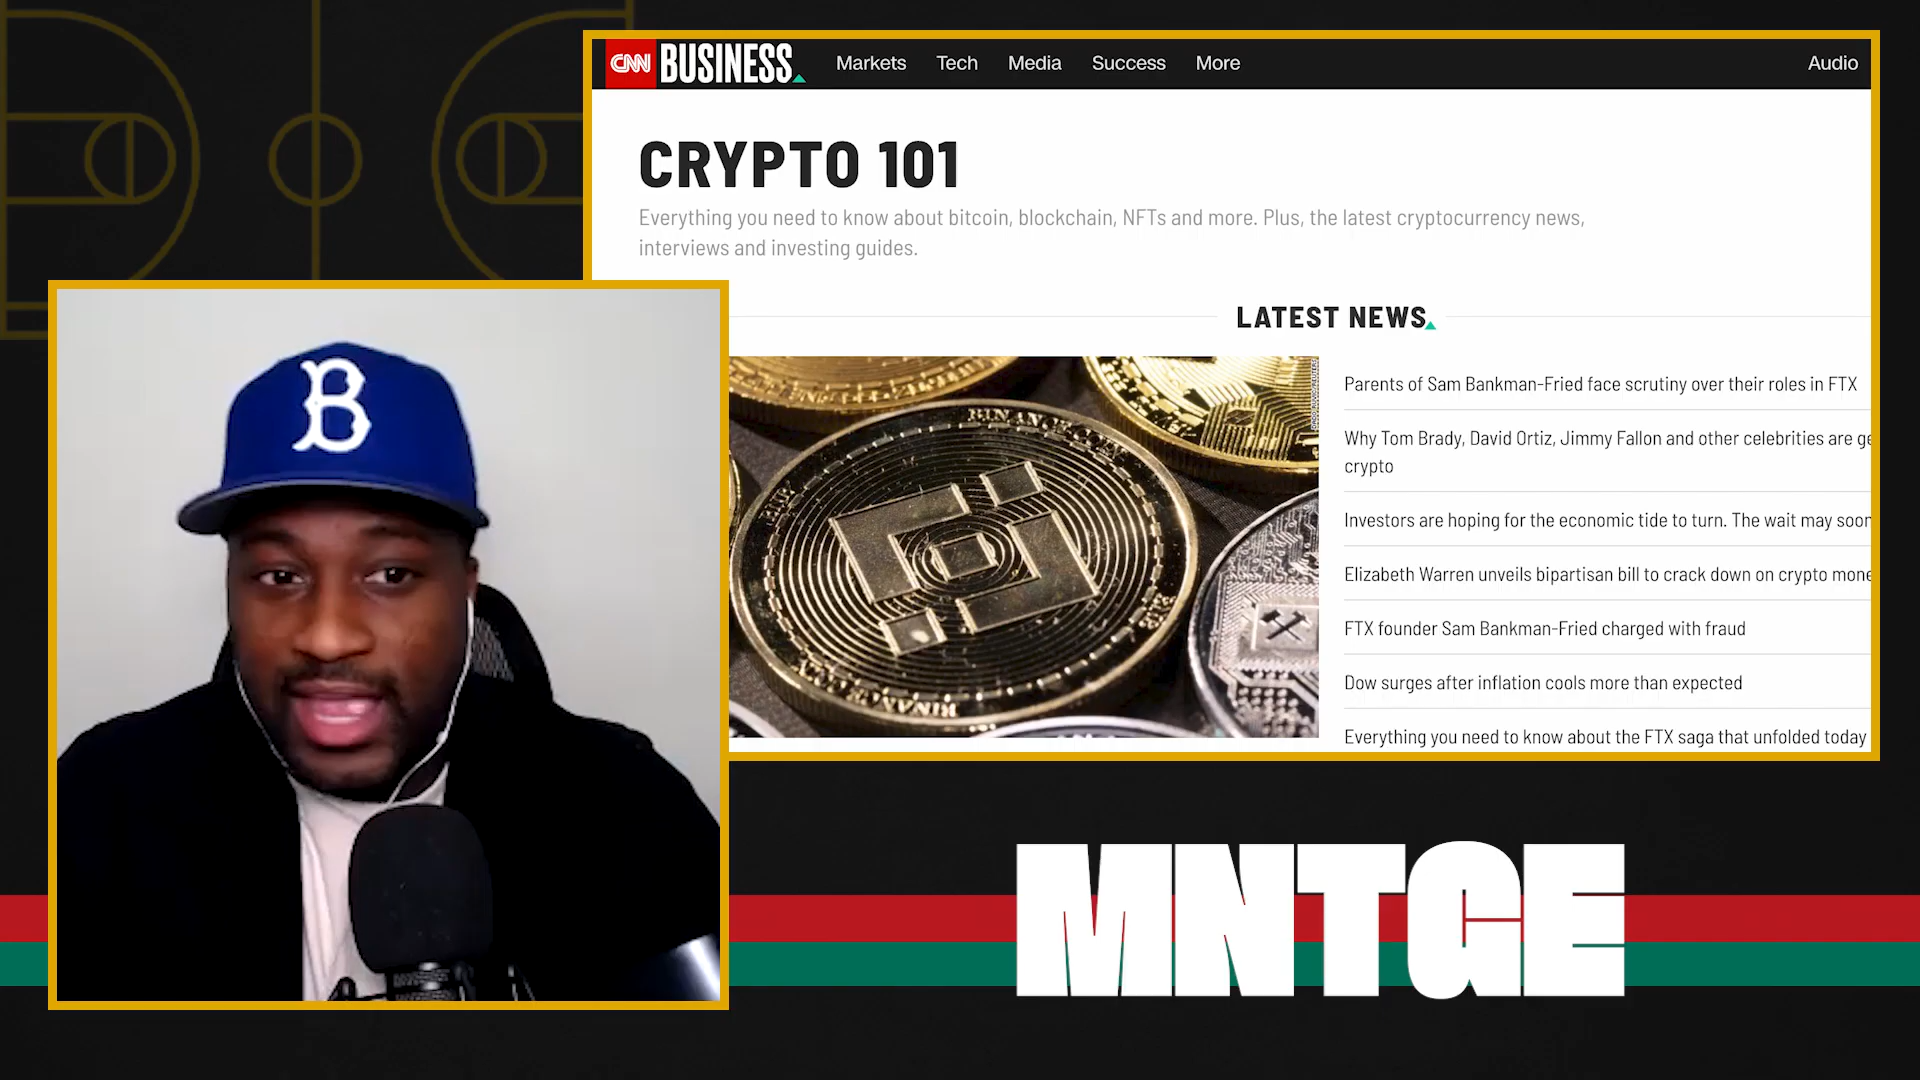 CNN BUSINESS Markets Tech Media Success More Audio
CRYPTO 101
Everything you need to know about bitcoin, blockchain, NFTs and more. Plus, the latest cryptocurrency news,
interviews and investing guides.
LATEST NEWS
B
BINANCE COIN
Parents of Sam Bankman-Fried face scrutiny over their roles in FTX
Why Tom Brady, David Ortiz, Jimmy Fallon and other celebrities are ge
crypto
Investors are hoping for the economic tide to turn. The wait may soon
Elizabeth Warren unveils bipartisan bill to crack down on crypto mone
FTX founder Sam Bankman-Fried charged with fraud
Dow surges after inflation cools more than expected
Everything you need to know about the FTX saga that unfolded today
MNTGE